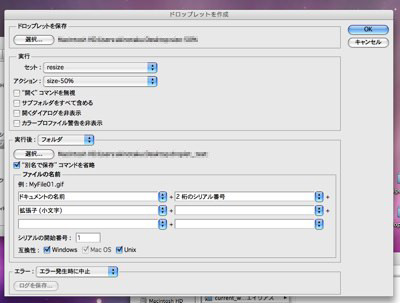 ドロップレットを作成
ドロップレットを保存
選択...
OK
キャンセル
実行
セット： resize
アクション： size-50%
"開く" コマンドを無視
サブフォルダをすべて含める
開くダイアログを非表示
カラープロファイル警告を非表示
実行後： フォルダ
選択...
"別名で保存" コマンドを省略
ファイルの名前
例： MyFile01.gif
ドキュメントの名前 + 2 桁のシリアル番号 +
拡張子 (小文字) + +
+
シリアルの開始番号： 1
互換性： Windows Mac OS Unix
エラー： エラー発生時に中止
ログを保存...
Macintosh HD
current_w...エイリアス